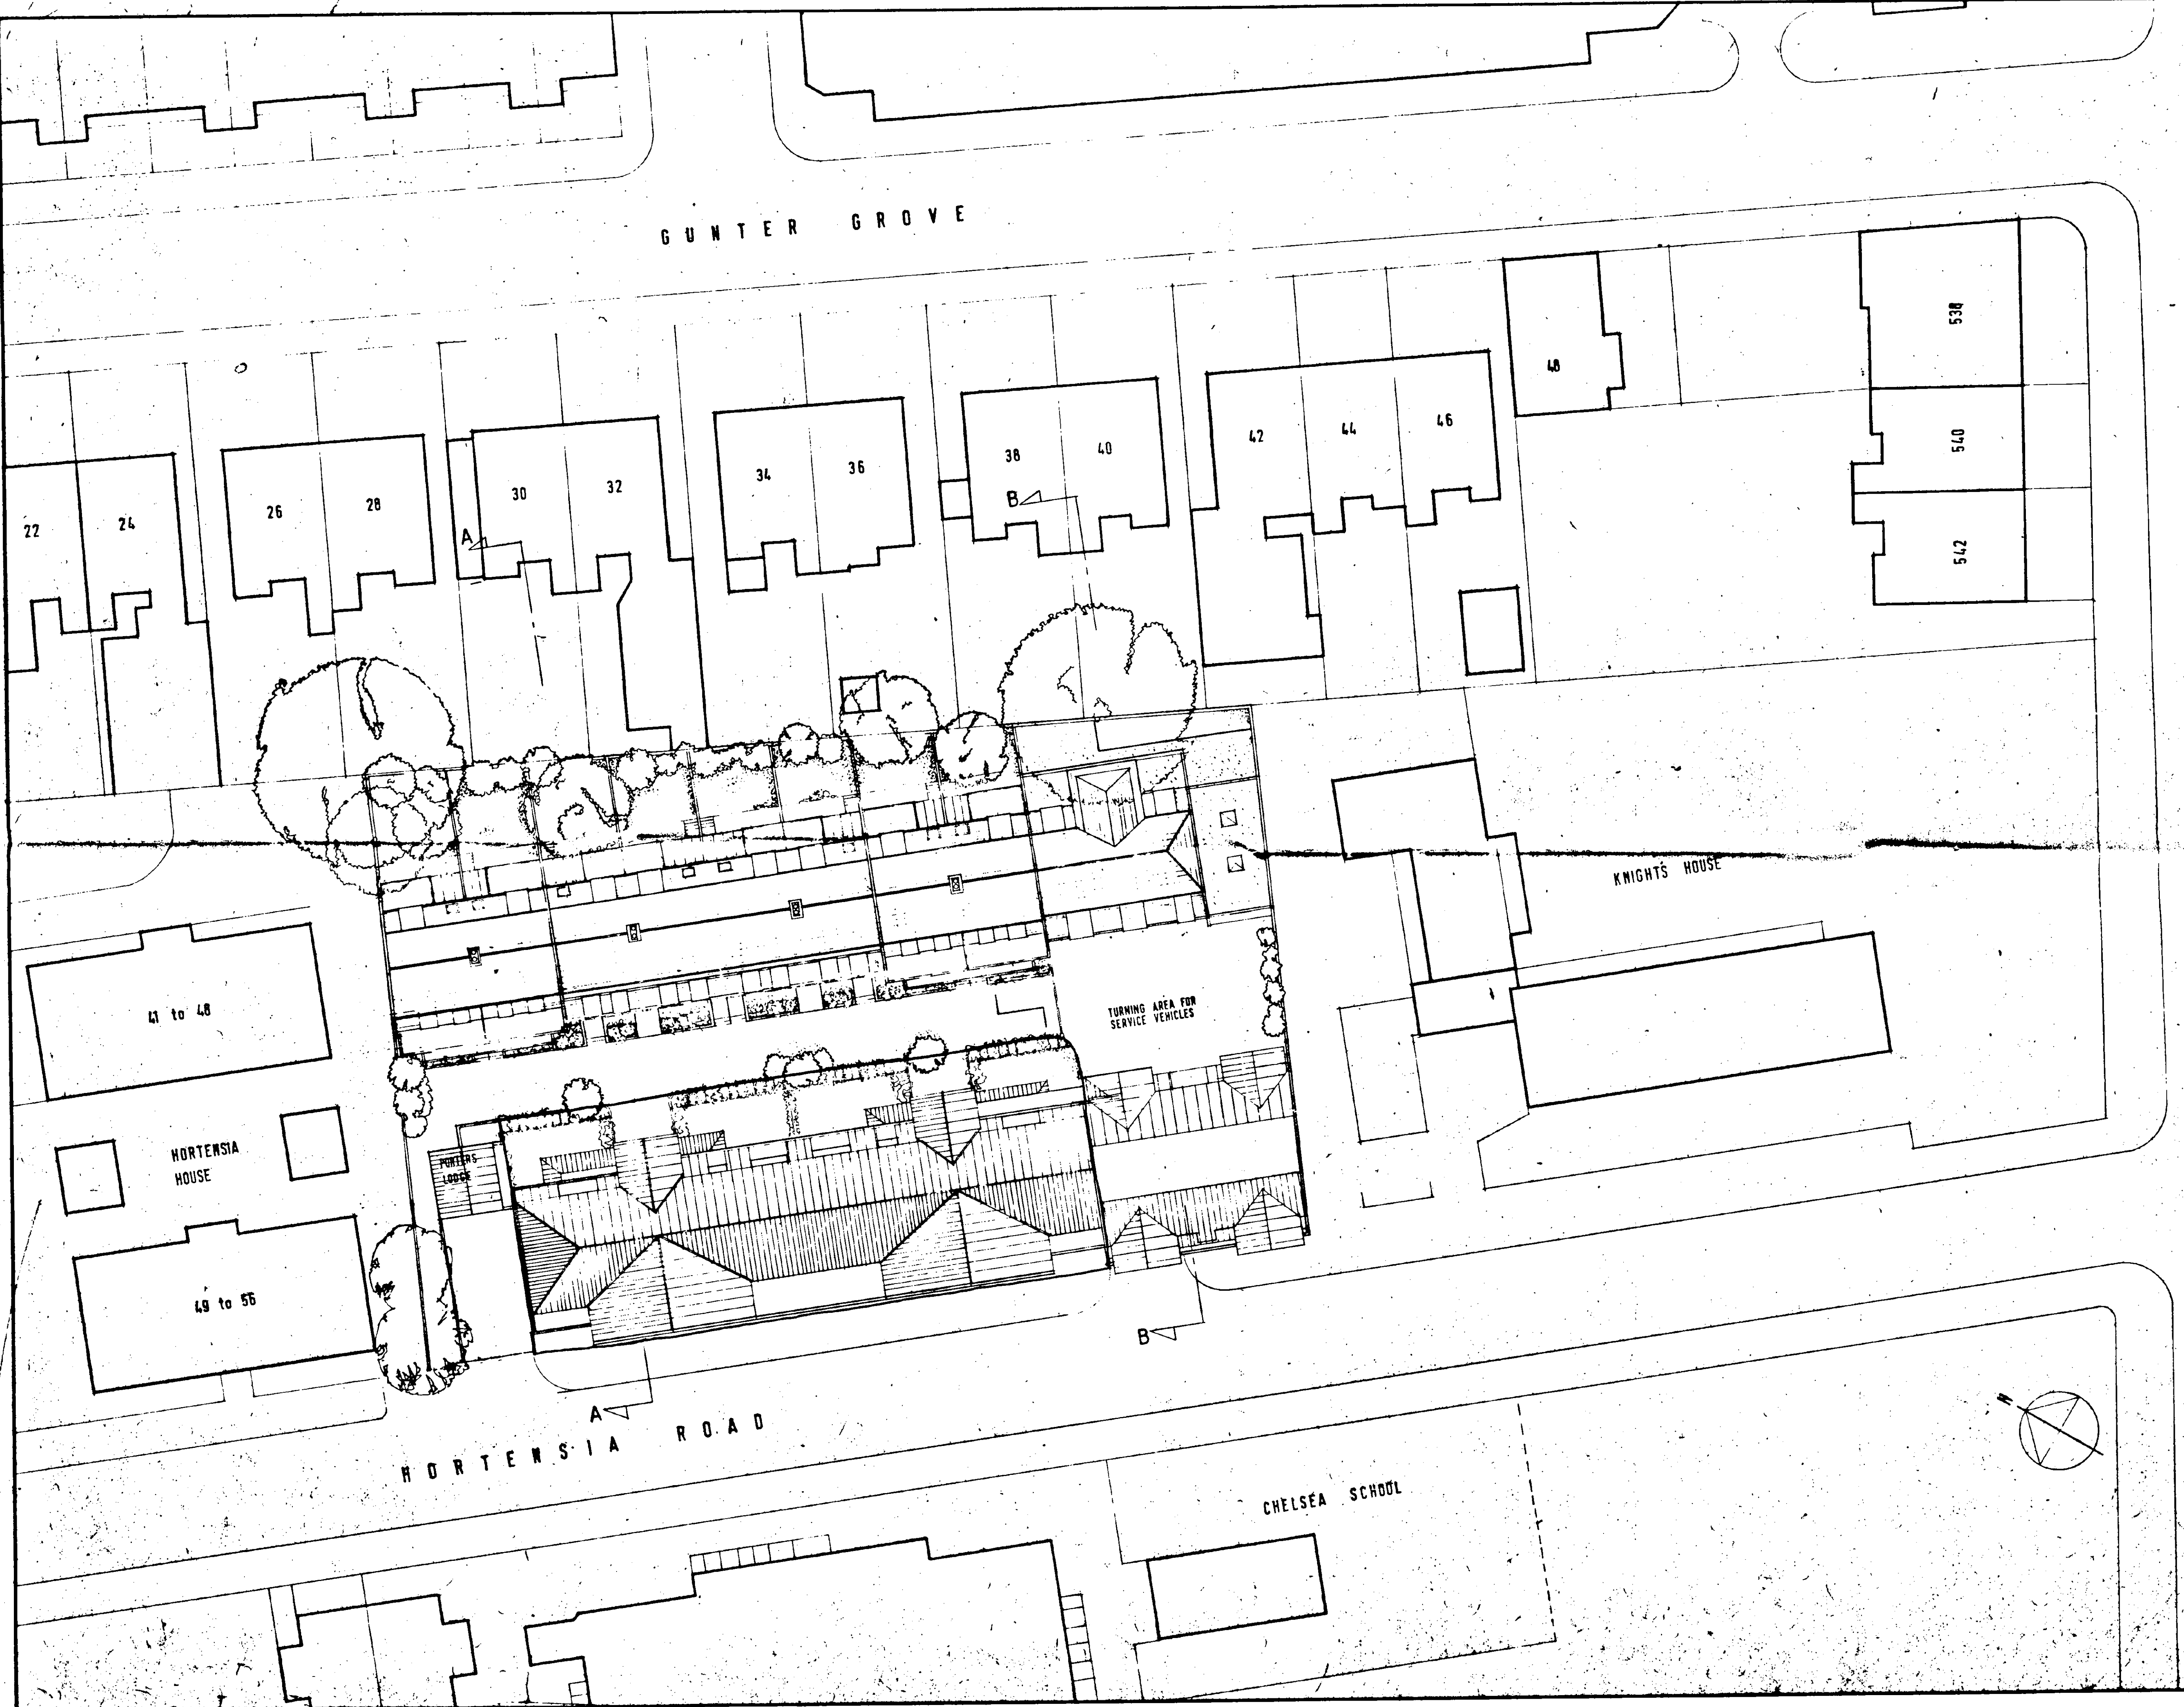 GUNTER GROVE
538
48
540
46
44
42
40
38
36
34
32
30
28
26
24
22
B
A
542
KNIGHTS HOUSE
TURNING AREA FOR
SERVICE VEHICLES
41 to 48
HORTENSIA
HOUSE
PORTERS
LODGE
49 to 56
B
A
HORTENSIA ROAD
N
CHELSEA SCHOOL